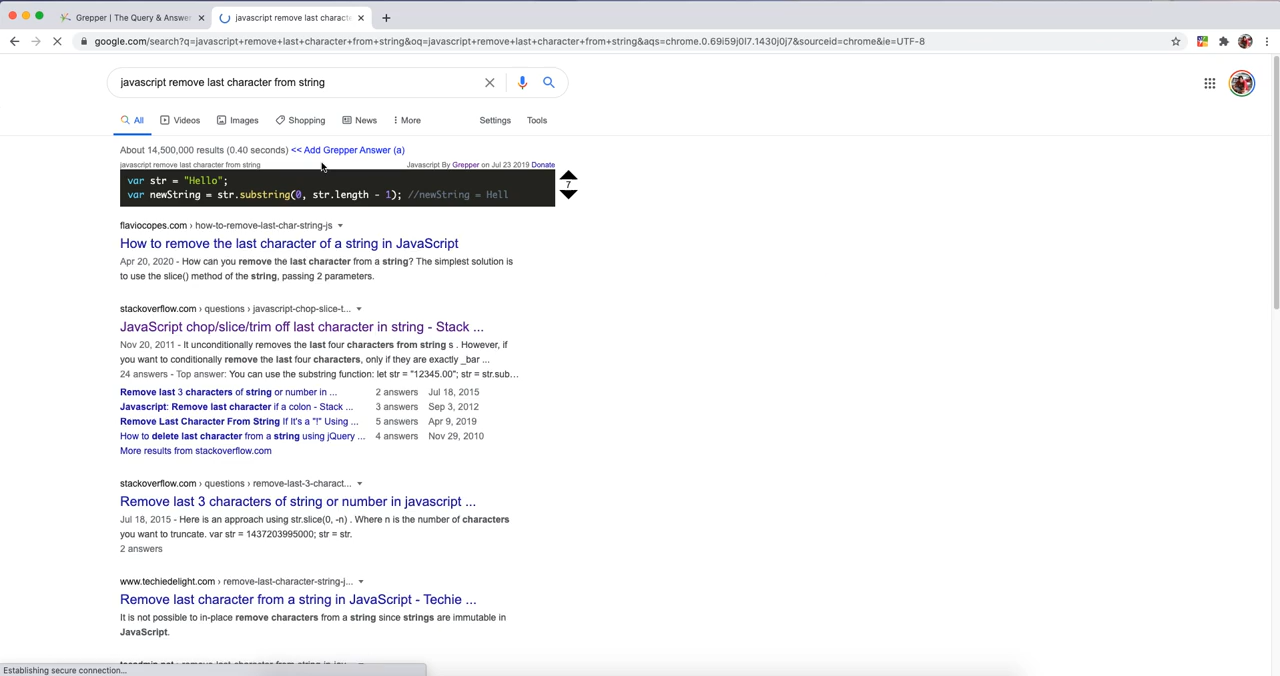 Grepper | The Query & Answe
javascript remove last characte
google.com/search?q=javascript+remove+last+character+from+string&oq=javascript+remove+last+character+from+string&aqs=chrome.0.69i59j0l7.1430j0j7&sourceid=chrome&ie=UTF-8
javascript remove last character from string
All Videos Images Shopping News More Settings Tools
About 14,500,000 results (0.40 seconds) << Add Grepper Answer (a)
javascript remove last character from string Javascript By Grepper on Jul 23 2019 Donate
var str = "Hello";
var newString = str.substring(0, str.length - 1); //newString = Hell
7
flaviocopes.com › how-to-remove-last-char-string-js
How to remove the last character of a string in JavaScript
Apr 20, 2020 - How can you remove the last character from a string? The simplest solution is
to use the slice() method of the string, passing 2 parameters.
stackoverflow.com › questions › javascript-chop-slice-t...
JavaScript chop/slice/trim off last character in string - Stack ...
Nov 20, 2011 - It unconditionally removes the last four characters from string s . However, if
you want to conditionally remove the last four characters, only if they are exactly _bar ...
24 answers - Top answer: You can use the substring function: let str = "12345.00"; str = str.sub...
Remove last 3 characters of string or number in ... 2 answers Jul 18, 2015
Javascript: Remove last character if a colon - Stack ... 3 answers Sep 3, 2012
Remove Last Character From String If It's a "!" Using ... 5 answers Apr 9, 2019
How to delete last character from a string using jQuery ... 4 answers Nov 29, 2010
More results from stackoverflow.com
stackoverflow.com › questions › remove-last-3-charact...
Remove last 3 characters of string or number in javascript ...
Jul 18, 2015 - Here is an approach using str.slice(0, -n) . Where n is the number of characters
you want to truncate. var str = 1437203995000; str = str.
2 answers
www.techiedelight.com › remove-last-character-string-j...
Remove last character from a string in JavaScript - Techie ...
It is not possible to in-place remove characters from a string since strings are immutable in
JavaScript.
Establishing secure connection...